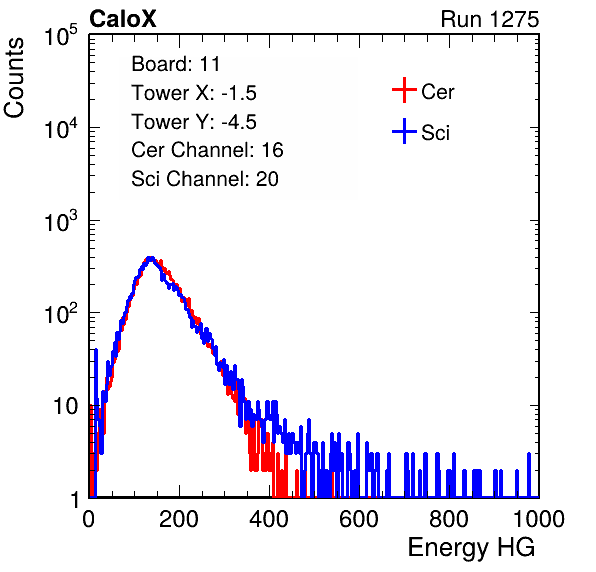 CaloX Run 1275
Counts
10^5
10^4
10^3
10^2
10
1
Board: 11
Tower X: -1.5
Tower Y: -4.5
Cer Channel: 16
Sci Channel: 20
Cer
Sci
0 200 400 600 800 1000
Energy HG